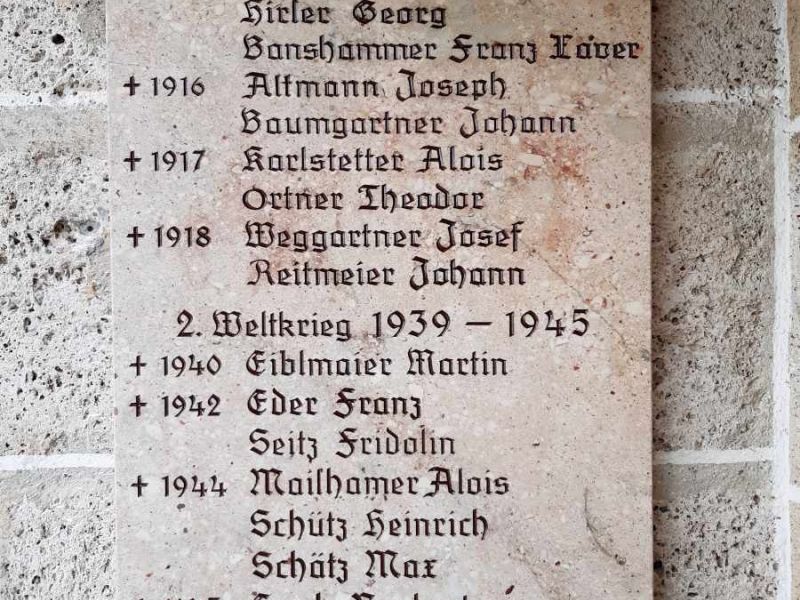 Hirler Georg
Banshammer Franz Xaver
+ 1916 Altmann Joseph
Baumgartner Johann
+ 1917 Karlstetter Alois
Ortner Theodor
+ 1918 Weggartner Josef
Reitmeier Johann
2. Weltkrieg 1939 – 1945
+ 1940 Eiblmaier Martin
+ 1942 Eder Franz
Seitz Fridolin
+ 1944 Mailhamer Alois
Schütz Heinrich
Schätz Max